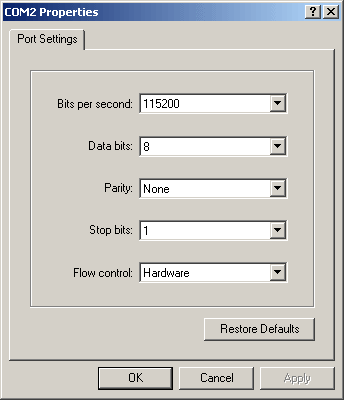 COM2 Properties
Port Settings
Bits per second: 115200
Data bits: 8
Parity: None
Stop bits: 1
Flow control: Hardware
Restore Defaults
OK Cancel Apply